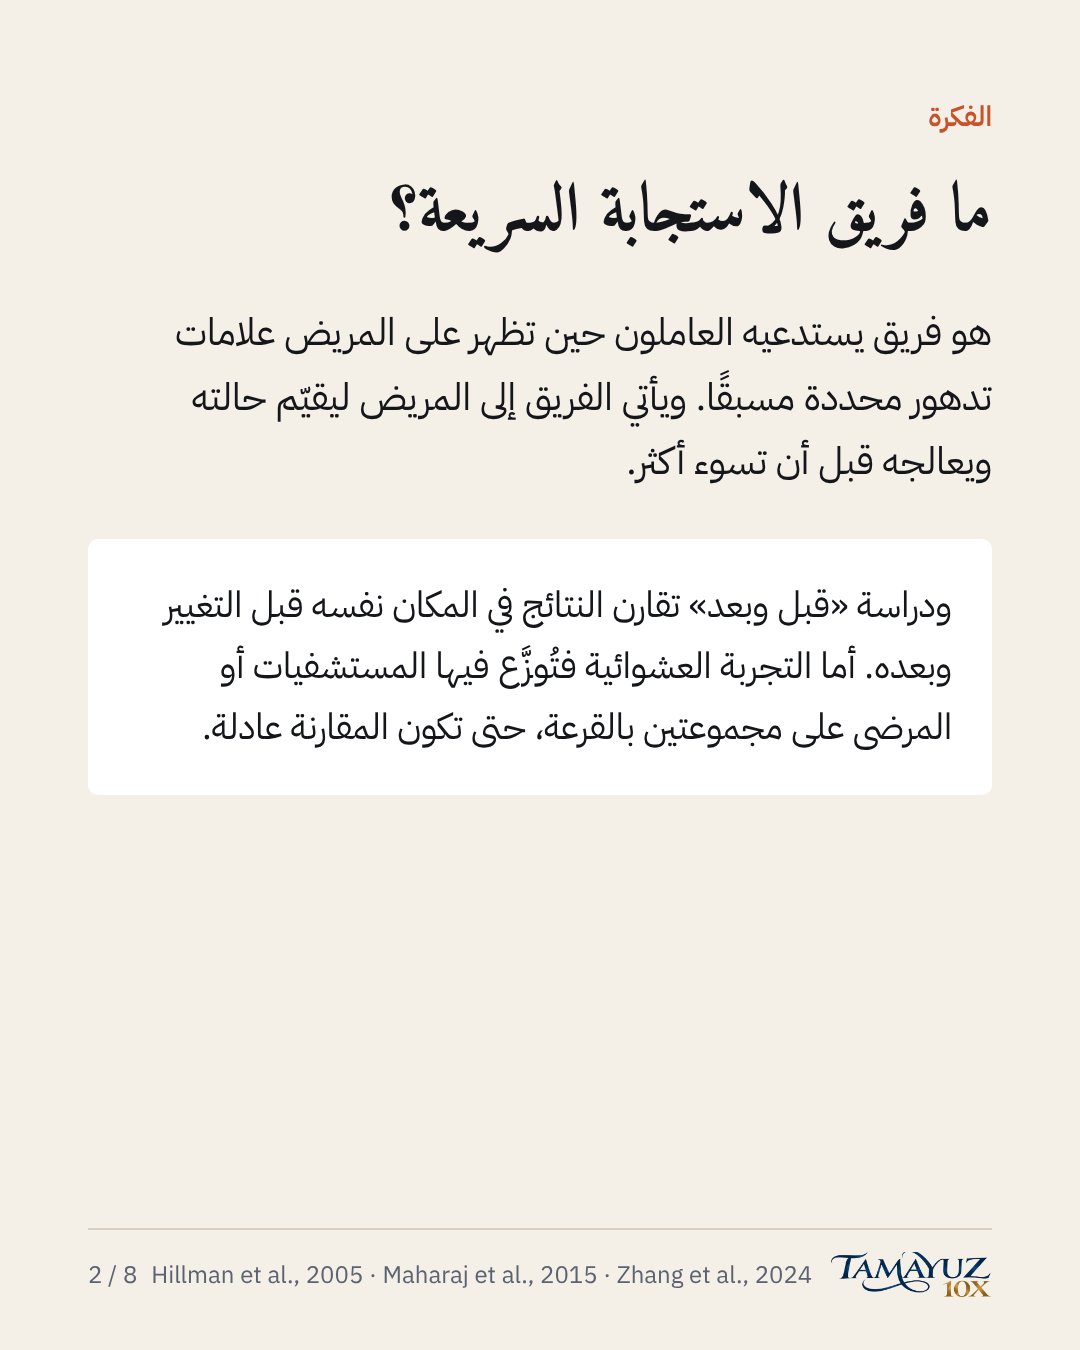 الفكرة
ما فريق الاستجابة السريعة؟
هو فريق يستدعيه العاملون حين تظهر على المريض علامات
تدهور محددة مسبقًا. ويأتي الفريق إلى المريض ليقيّم حالته
ويعالجه قبل أن تسوء أكثر.
ودراسة «قبل وبعد» تقارن النتائج في المكان نفسه قبل التغيير
وبعده. أما التجربة العشوائية فتُوزَّع فيها المستشفيات أو
المرضى على مجموعتين بالقرعة، حتى تكون المقارنة عادلة.
2 / 8 Hillman et al., 2005 · Maharaj et al., 2015 · Zhang et al., 2024
TAMAYUZ
10X